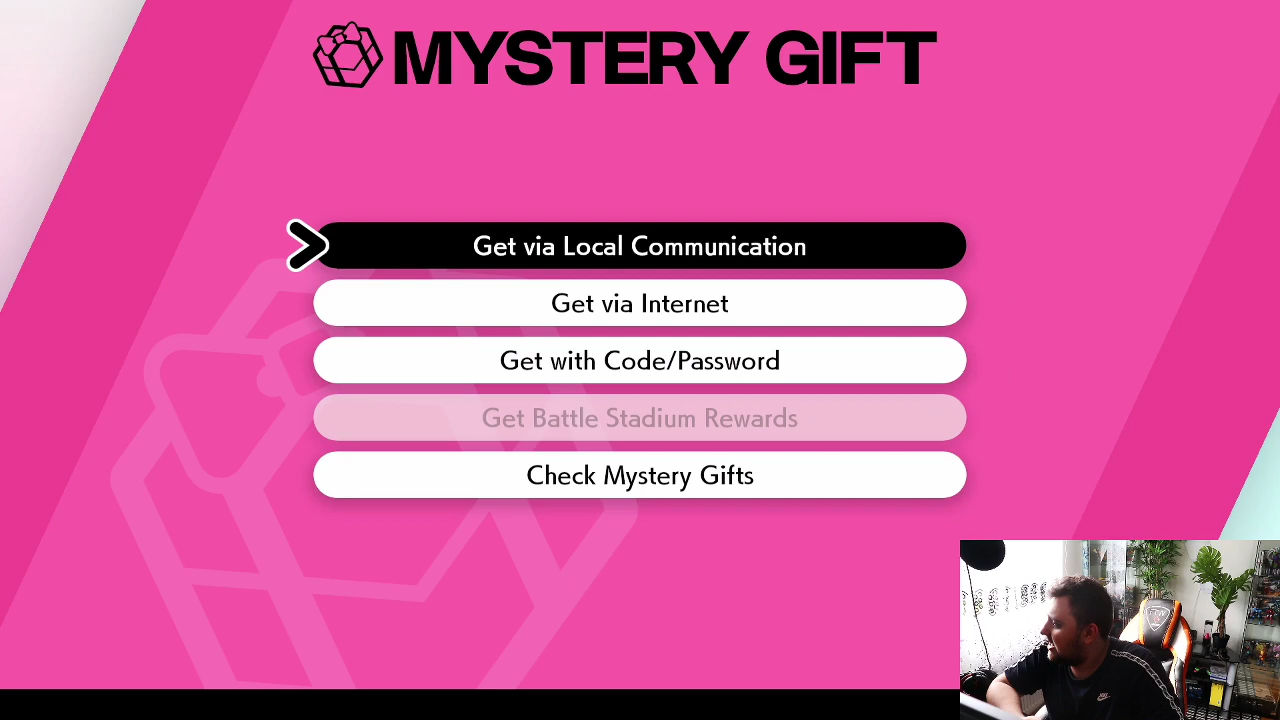 MYSTERY GIFT
Get via Local Communication
Get via Internet
Get with Code/Password
Get Battle Stadium Rewards
Check Mystery Gifts